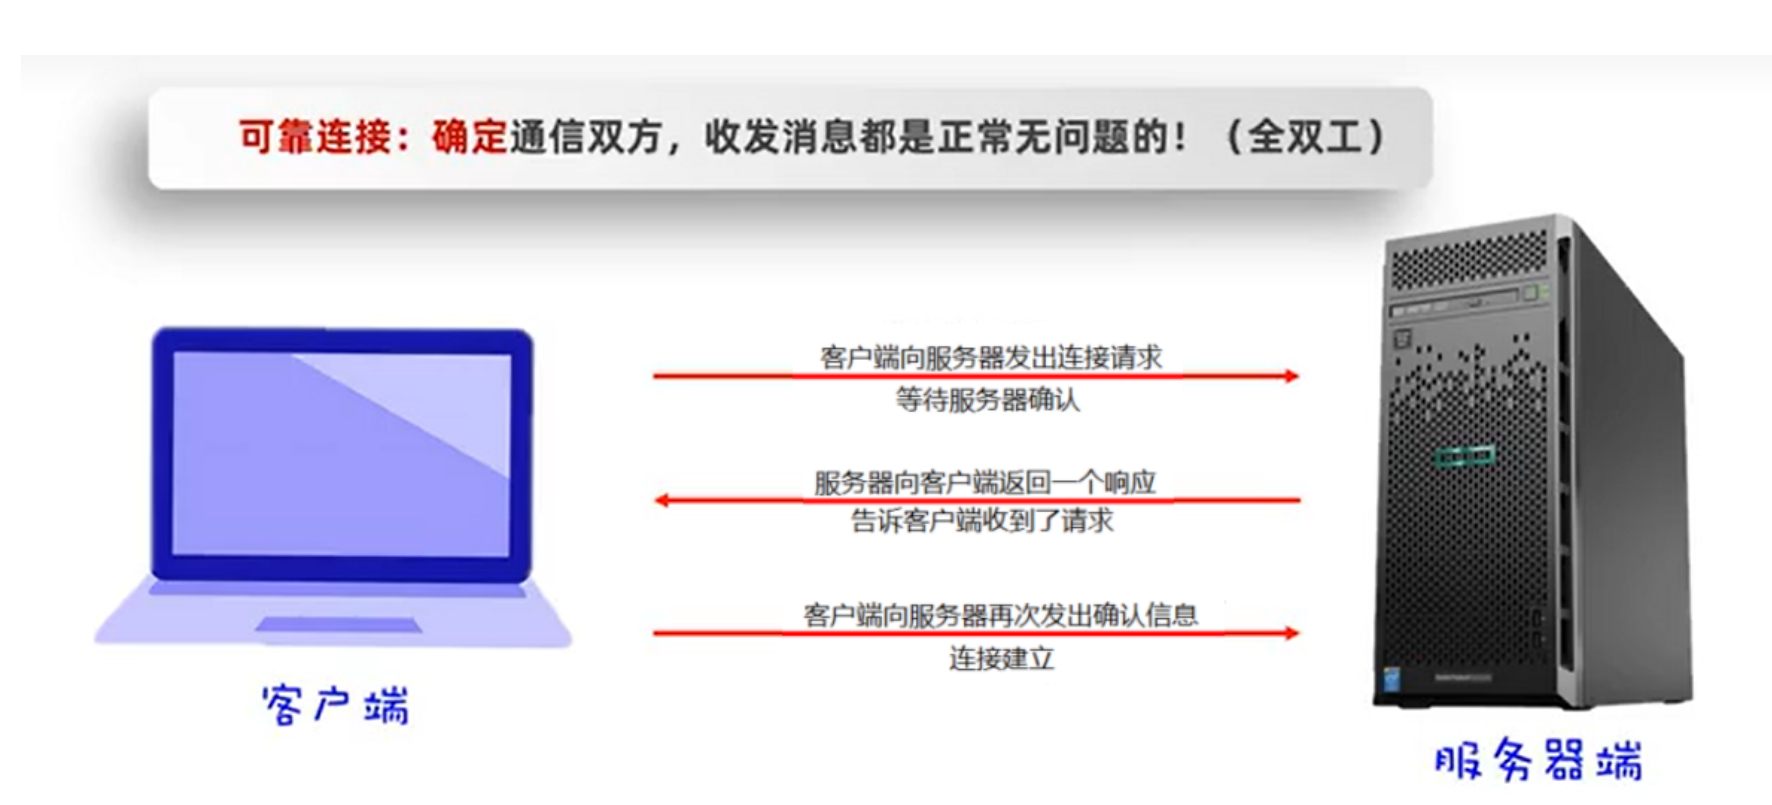 可靠连接：确定通信双方，收发消息都是正常无问题的！（全双工）
客户端向服务器发出连接请求
等待服务器确认
服务器向客户端返回一个响应
告诉客户端收到了请求
客户端向服务器再次发出确认信息
连接建立
客户端
服务器端